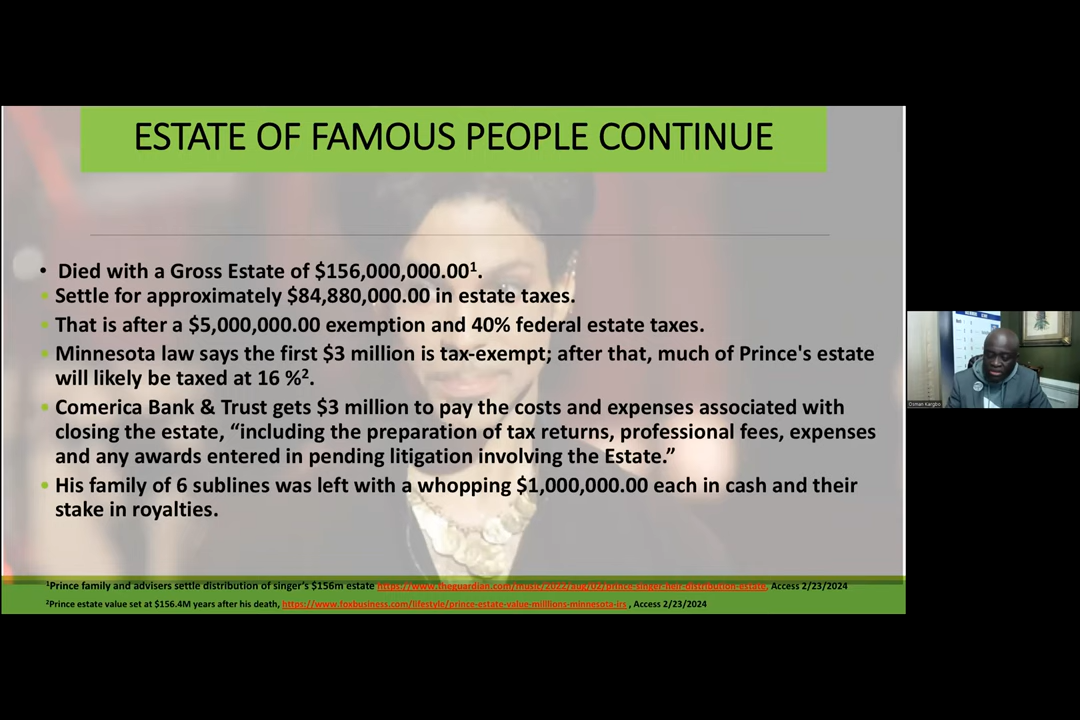 ESTATE OF FAMOUS PEOPLE CONTINUE
• Died with a Gross Estate of $156,000,000.00¹.
• Settle for approximately $84,880,000.00 in estate taxes.
• That is after a $5,000,000.00 exemption and 40% federal estate taxes.
• Minnesota law says the first $3 million is tax-exempt; after that, much of Prince's estate
will likely be taxed at 16 %².
• Comerica Bank & Trust gets $3 million to pay the costs and expenses associated with
closing the estate, “including the preparation of tax returns, professional fees, expenses
and any awards entered in pending litigation involving the Estate.”
• His family of 6 sublines was left with a whopping $1,000,000.00 each in cash and their
stake in royalties.
¹Prince family and advisers settle distribution of singer's $156m estate https://www.theguardian.com/music/2022/aug/02/prince-singer-heir-distribution-estate, Access 2/23/2024
²Prince estate value set at $156.4M years after his death, https://www.foxbusiness.com/lifestyle/prince-estate-value-millions-minnesota-irs , Access 2/23/2024
Osman Kargbo